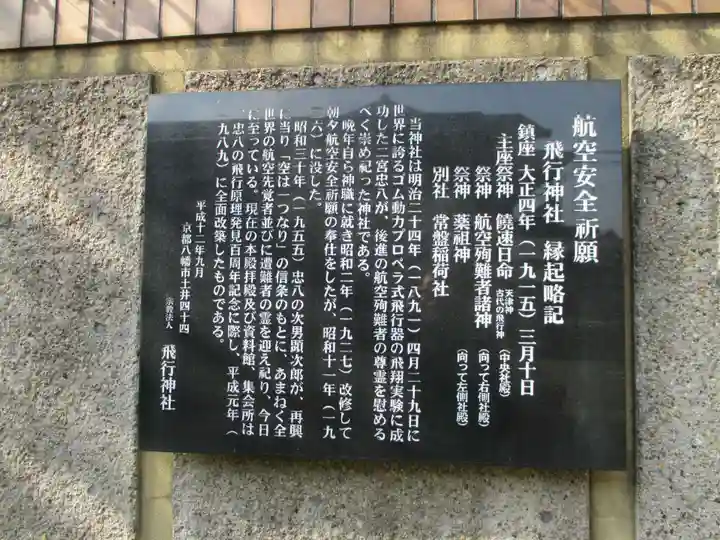 航空安全祈願
飛行神社 縁起略記
鎮座 大正四年(一九一五)三月十日
主座祭神 饒速日命 天津神 古代の飛行神 (中央社殿)
祭神 航空殉難者諸神 (向って右側社殿)
祭神 薬祖神 (向って左側社殿)
別社 常盤稲荷社
当神社は明治二十四年(一八九一)四月二十九日に
世界に誇るゴム動力プロペラ式飛行器の飛翔実験に成
功した二宮忠八が、後進の航空殉難者の尊霊を慰める
べく崇め祀った神社である。
晩年自ら神職に就き昭和二年(一九二七)改修して
朝夕航空安全祈願の奉仕をしたが、昭和十一年(一九
三六)に没した。
昭和三十年(一九五五)忠八の次男顕次郎が、再興
に当り「空は一つなり」の信条のもとに、あまねく全
世界の航空先覚者並びに遭難者の霊を迎え祀り、今日
に至っている。現在の本殿拝殿及び資料館、集会所は
忠八の飛行原理発見百周年記念に際し、平成元年(
一九八九)に全面改築したものである。
平成十二年九月
京都八幡市土井四十四
宗教法人 飛行神社